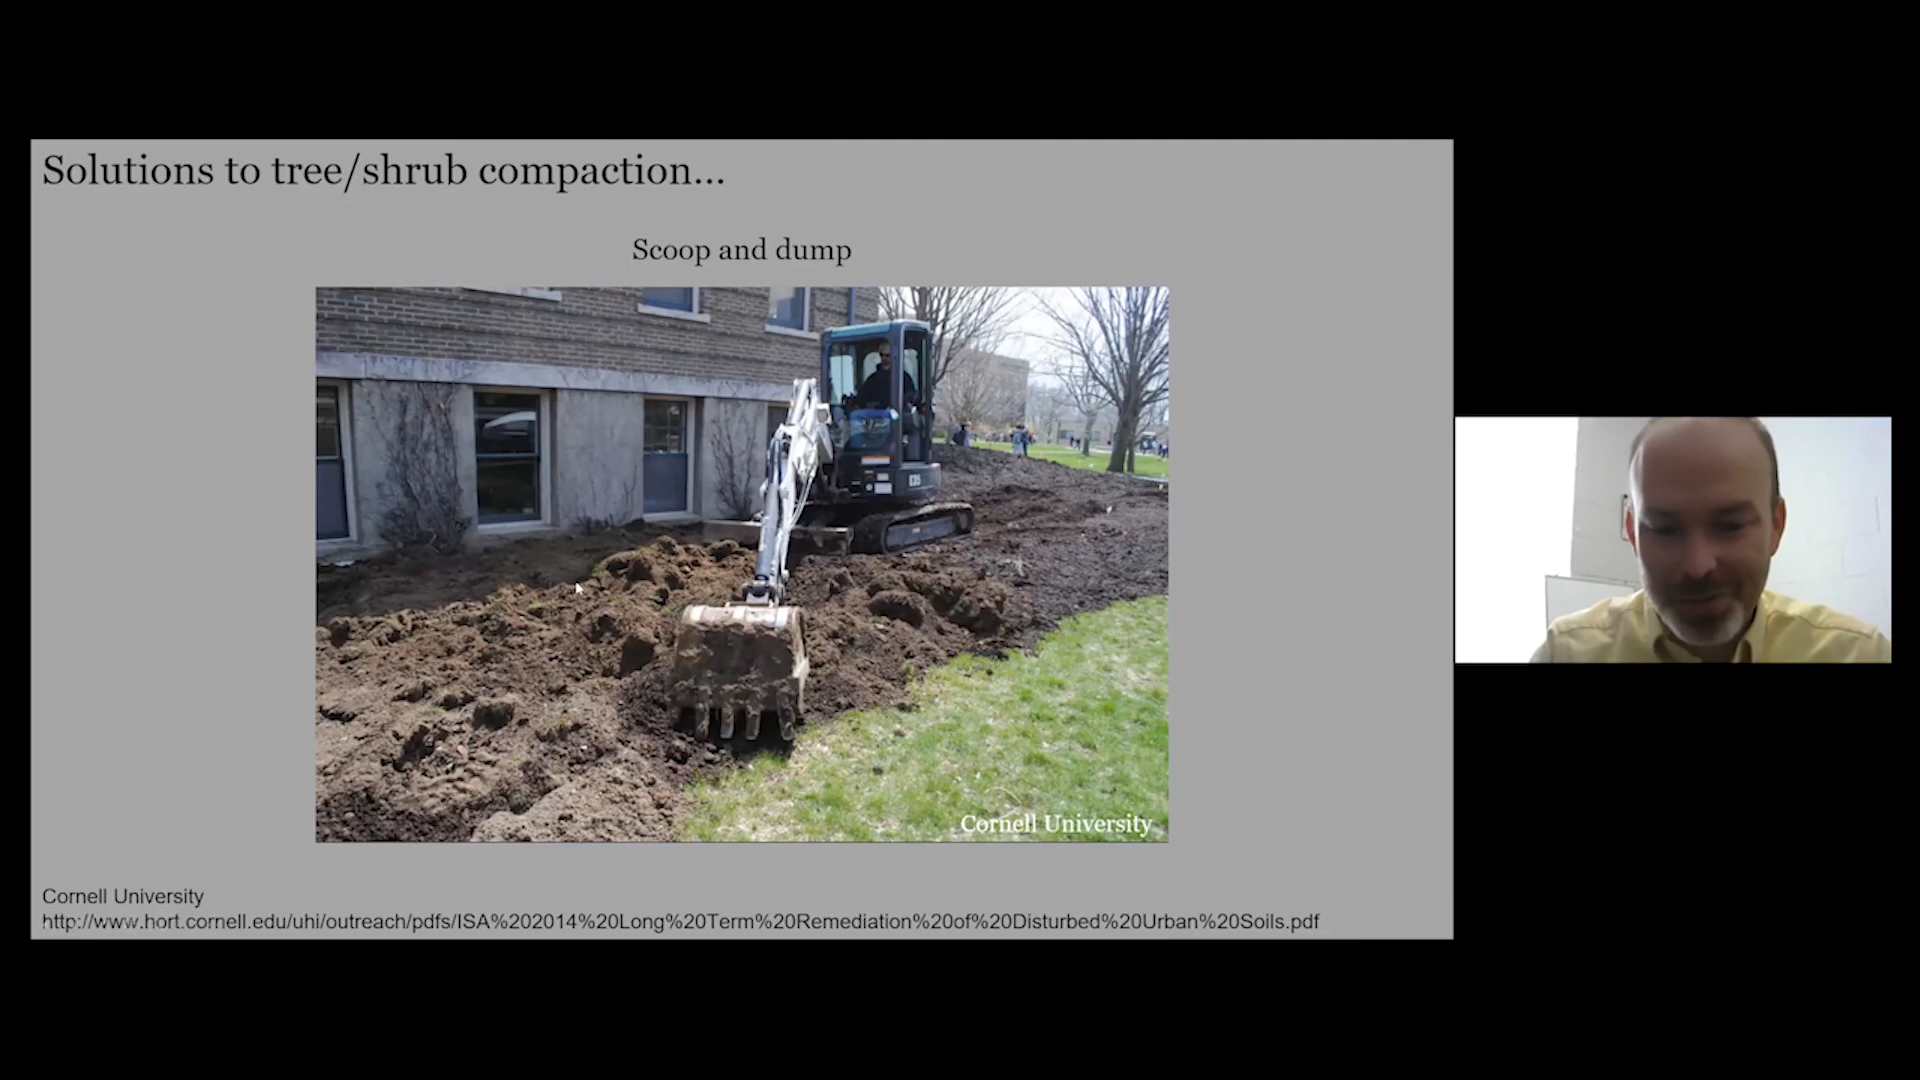 Solutions to tree/shrub compaction...
Scoop and dump
E35
Cornell University
Cornell University
http://www.hort.cornell.edu/uhi/outreach/pdfs/ISA%202014%20Long%20Term%20Remediation%20of%20Disturbed%20Urban%20Soils.pdf